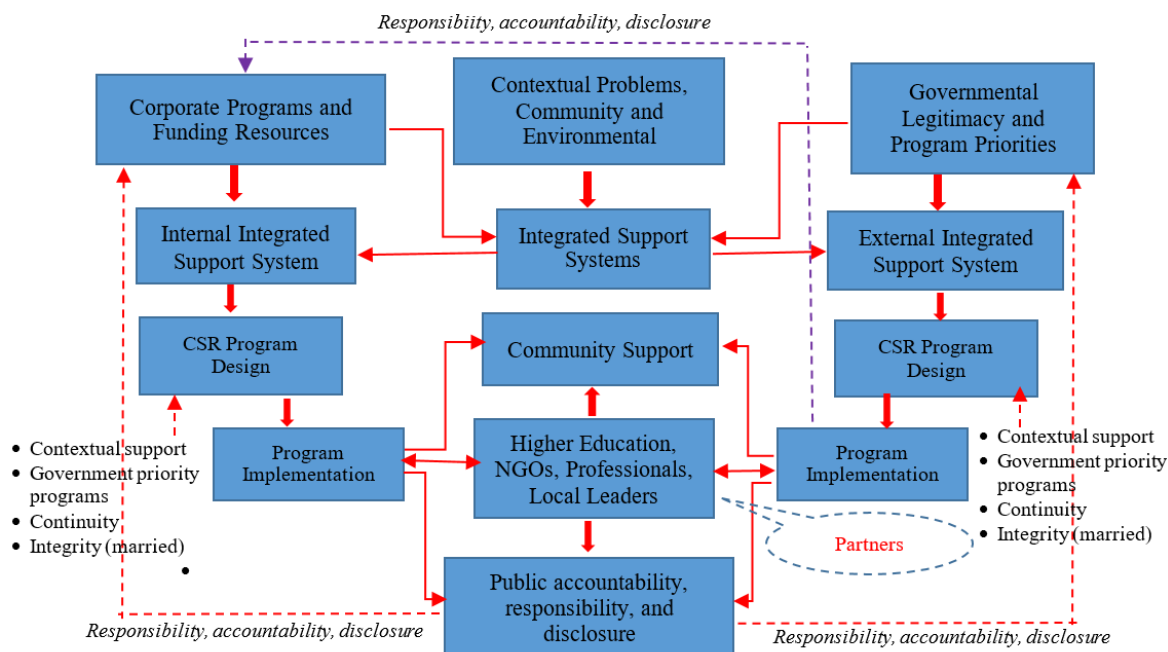 Responsibiity, accountability, disclosure
Corporate Programs and
Funding Resources
Contextual Problems,
Community and
Environmental
Governmental
Legitimacy and
Program Priorities
Internal Integrated
Support System
Integrated Support
Systems
External Integrated
Support System
CSR Program
Design
Community Support
CSR Program
Design
• Contextual support
• Government priority
programs
• Continuity
• Integrity (married)
•
Program
Implementation
Higher Education,
NGOs, Professionals,
Local Leaders
Program
Implementation
• Contextual support
• Government priority
programs
• Continuity
• Integrity (married)
Partners
Public accountability,
responsibility, and
disclosure
Responsibility, accountability, disclosure
Responsibility, accountability, disclosure